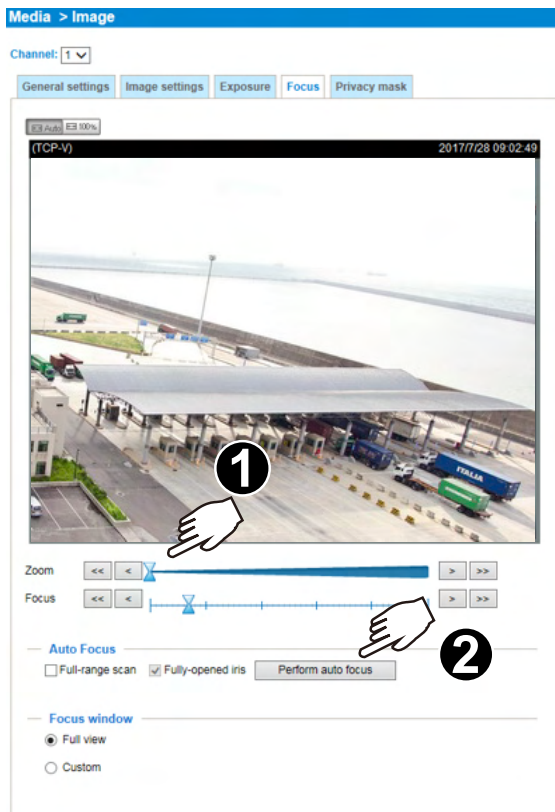 Media > Image
Channel: 1
General settings Image settings Exposure Focus Privacy mask
Auto 100%
(TCP-V) 2017/7/28 09:02:49
ITALIA
1
Zoom << < > >>
Focus << < > >>
2
Auto Focus
Full-range scan Fully-opened iris Perform auto focus
Focus window
Full view
Custom